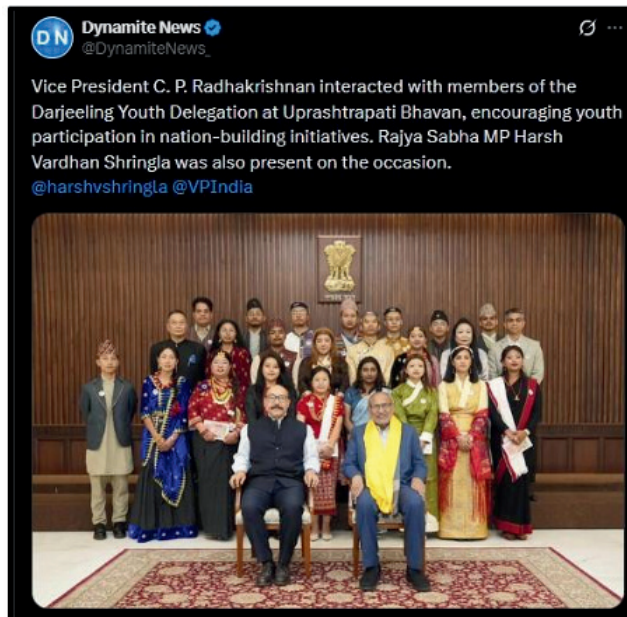 DN
Dynamite News
@DynamiteNews_
Vice President C. P. Radhakrishnan interacted with members of the
Darjeeling Youth Delegation at Uprashtrapati Bhavan, encouraging youth
participation in nation-building initiatives. Rajya Sabha MP Harsh
Vardhan Shringla was also present on the occasion.
@harshvshringla @VPIndia